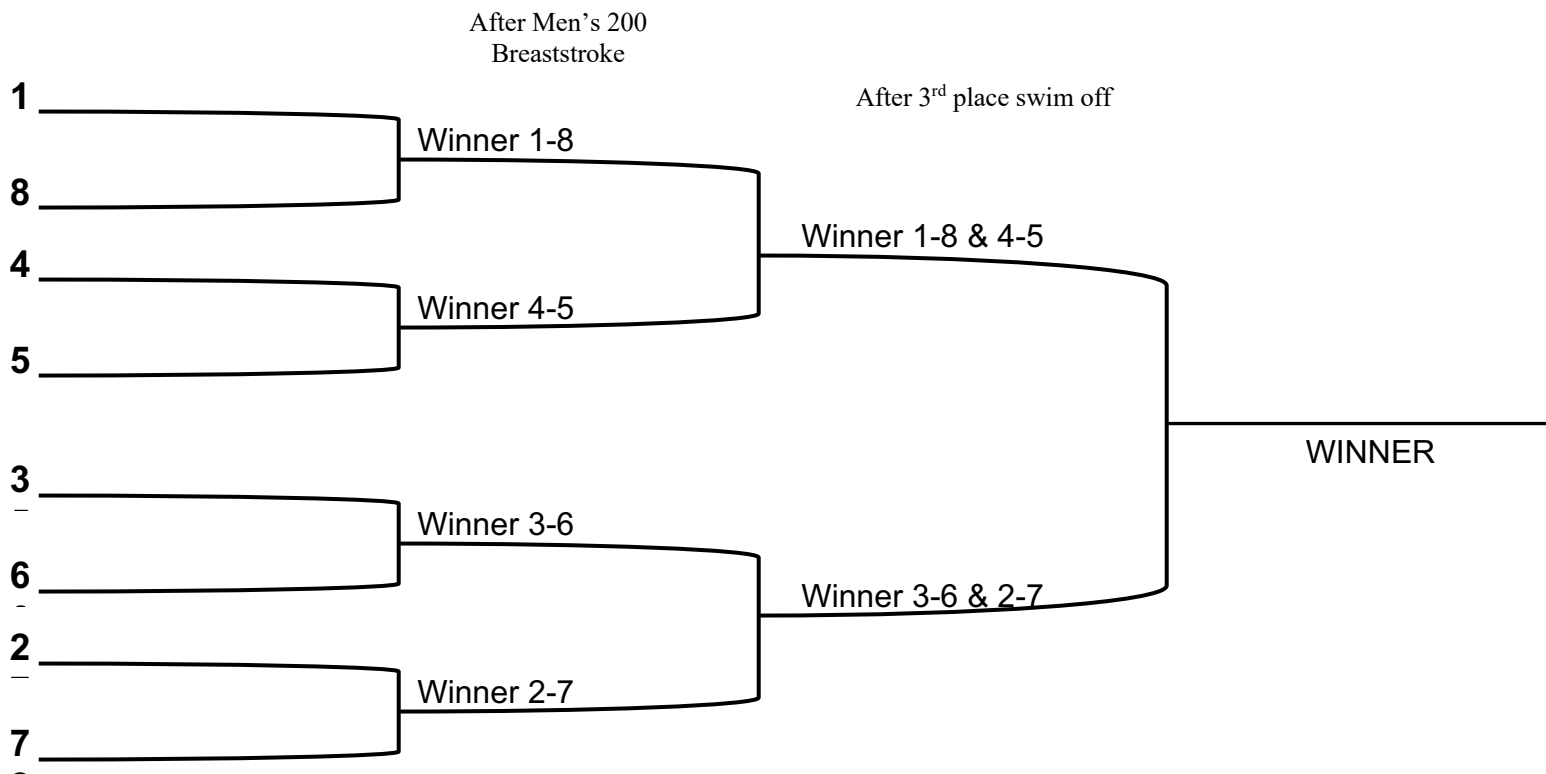 After Men’s 200
Breaststroke
After 3rd place swim off
1
Winner 1-8
8
Winner 1-8 & 4-5
4
Winner 4-5
5
WINNER
3
Winner 3-6
6
Winner 3-6 & 2-7
2
Winner 2-7
7